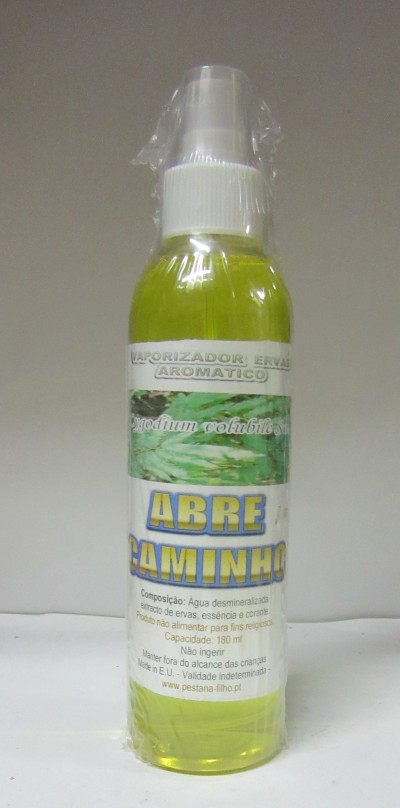 VAPORIZADOR ERVAS
AROMATICO
Lygodium volubile
ABRE
CAMINHO
Composição: Água desmineralizada,
extracto de ervas, essência e corante
Produto não alimentar para fins religiosos
Capacidade: 180 ml
Não ingerir
Manter fora do alcance das crianças
Made in E.U. - Validade indeterminada -
www.pestana-filho.pt